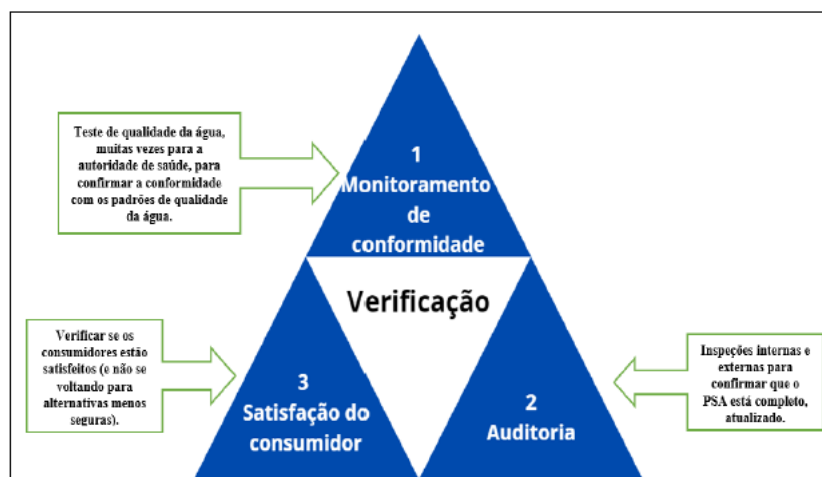 Teste de qualidade da água,
muitas vezes para a
autoridade de saúde, para
confirmar a conformidade
com os padrões de qualidade
da água.
1
Monitoramento
de
conformidade
Verificação
Verificar se os
consumidores estão
satisfeitos (e não se
voltando para
alternativas menos
seguras).
3
Satisfação do
consumidor
2
Auditoria
Inspeções internas e
externas para
confirmar que o
PSA está completo,
atualizado.